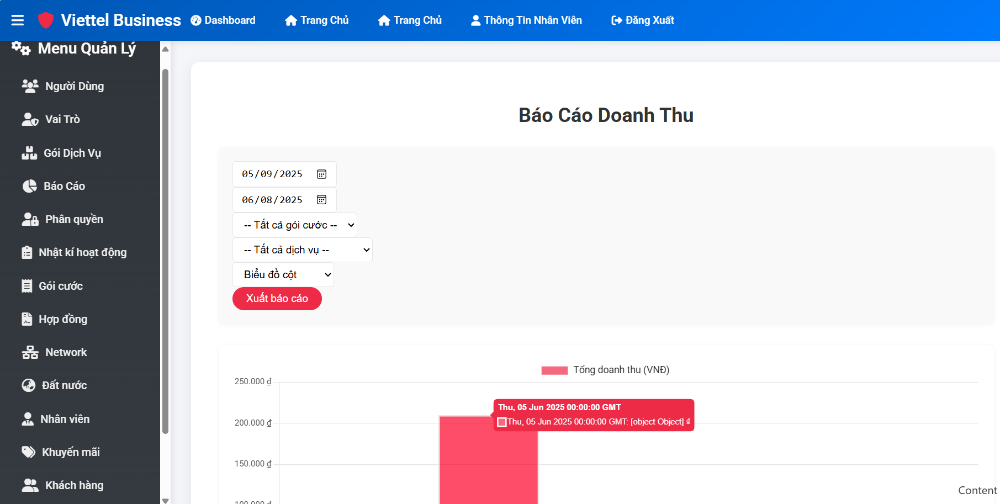 Viettel Business
Dashboard
Trang Chủ
Trang Chủ
Thông Tin Nhân Viên
Đăng Xuất
Menu Quản Lý
Người Dùng
Vai Trò
Gói Dịch Vụ
Báo Cáo
Phân quyền
Nhật kí hoạt động
Gói cước
Hợp đồng
Network
Đất nước
Nhân viên
Khuyến mãi
Khách hàng
Báo Cáo Doanh Thu
05/09/2025
06/08/2025
-- Tất cả gói cước --
-- Tất cả dịch vụ --
Biểu đồ cột
Xuất báo cáo
Tổng doanh thu (VNĐ)
250.000 ₫
Thu, 05 Jun 2025 00:00:00 GMT
Thu, 05 Jun 2025 00:00:00 GMT: [object Object] ₫
200.000 ₫
150.000 ₫
100.000 ₫
Content